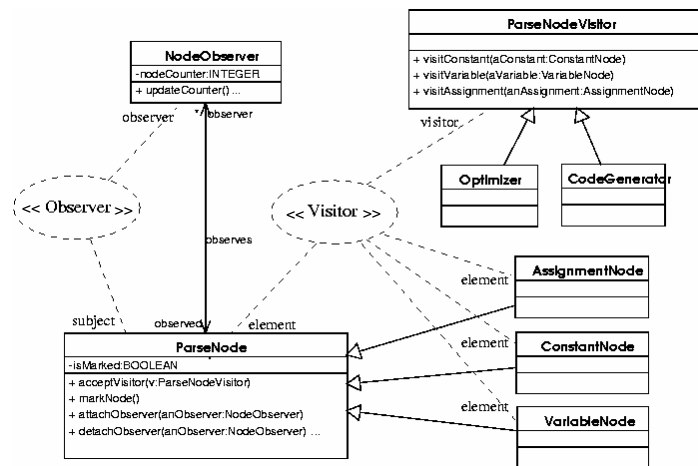 ParseNodeVisitor
+ visitConstant(aConstant:ConstantNode)
+ visitVariable(aVariable:VariableNode)
+ visitAssignment(anAssignment:AssignmentNode)
NodeObserver
-nodeCounter:INTEGER
+ updateCounter() ...
observer
*/ observer
visitor
Optimizer
CodeGenerator
<< Observer >>
<< Visitor >>
observes
AssignmentNode
element
subject
observed
element
ParseNode
-isMarked:BOOLEAN
+ acceptVisitor(v:ParseNodeVisitor)
+ markNode()
+ attachObserver(anObserver:NodeObserver)
+ detachObserver(anObserver:NodeObserver) ...
ConstantNode
element
element
VariableNode